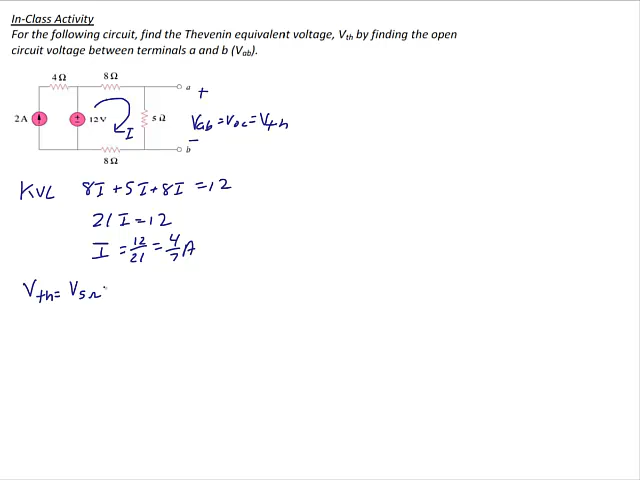 In-Class Activity
For the following circuit, find the Thevenin equivalent voltage, Vth by finding the open
circuit voltage between terminals a and b (Vab).
4 Ω 8 Ω
a +
2 A 12 V I 5 Ω Vab = Voc = Vth
b −
8 Ω
KVL 8I + 5I + 8I = 12
21 I = 12
I = 12/21 = 4/7 A
Vth = V5Ω